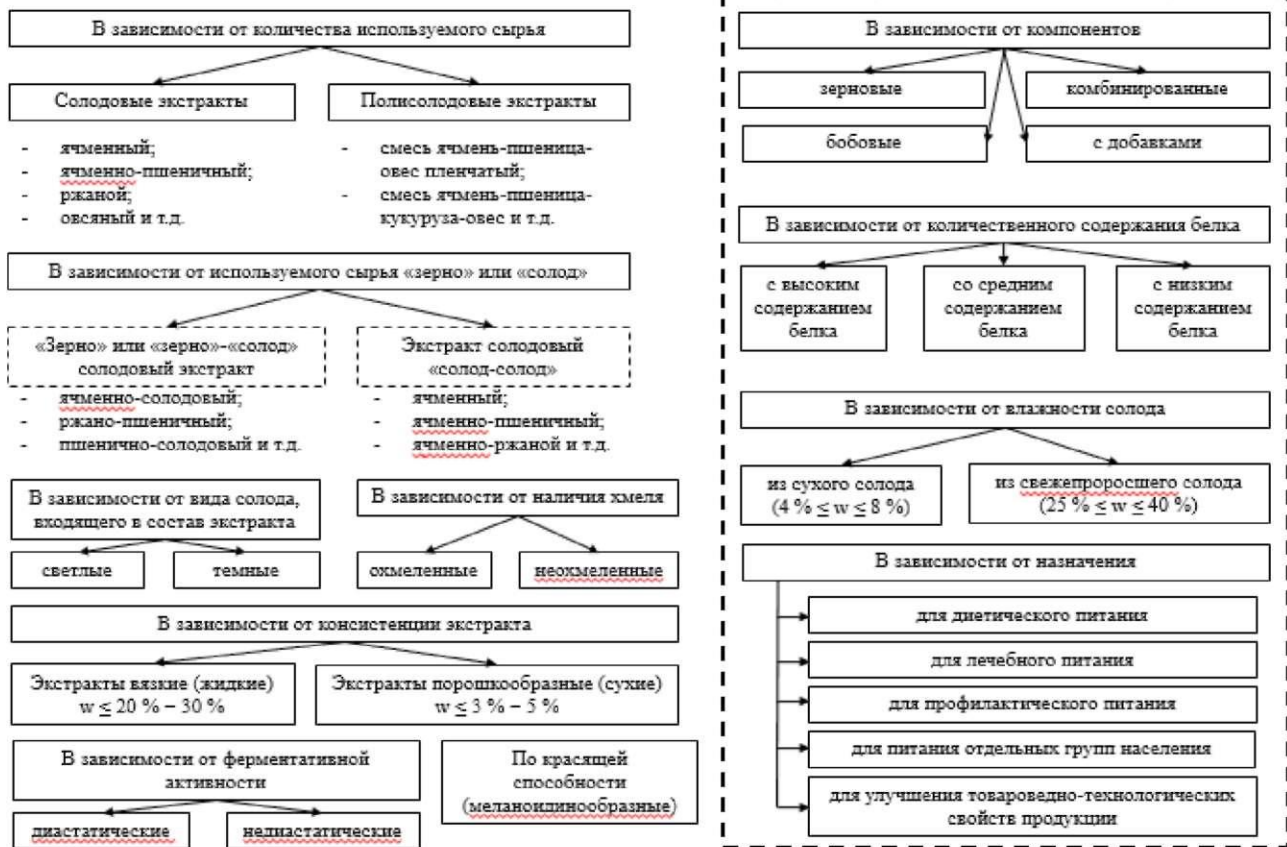 В зависимости от количества используемого сырья
Солодовые экстракты
Полисолодовые экстракты
- ячменный;
- ячменно-пшеничный;
- ржаной;
- овсяный и т.д.
- смесь ячмень-пшеница-
овес пленчатый;
- смесь ячмень-пшеница-
кукуруза-овес и т.д.
В зависимости от используемого сырья «зерно» или «солод»
«Зерно» или «зерно»-«солод»
солодовый экстракт
Экстракт солодовый
«солод-солод»
- ячменно-солодовый;
- ржано-пшеничный;
- пшенично-солодовый и т.д.
- ячменный;
- ячменно-пшеничный;
- ячменно-ржаной и т.д.
В зависимости от вида солода,
входящего в состав экстракта
светлые
темные
В зависимости от наличия хмеля
охмеленные
неохмеленные
В зависимости от консистенции экстракта
Экстракты вязкие (жидкие)
w ≤ 20 % – 30 %
Экстракты порошкообразные (сухие)
w ≤ 3 % – 5 %
В зависимости от ферментативной
активности
диастатические
недиастатические
По красящей
способности
(меланоидинообразные)
В зависимости от компонентов
зерновые
комбинированные
бобовые
с добавками
В зависимости от количественного содержания белка
с высоким
содержанием
белка
со средним
содержанием
белка
с низким
содержанием
белка
В зависимости от влажности солода
из сухого солода
(4 % ≤ w ≤ 8 %)
из свежепроросшего солода
(25 % ≤ w ≤ 40 %)
В зависимости от назначения
для диетического питания
для лечебного питания
для профилактического питания
для питания отдельных групп населения
для улучшения товароведно-технологических
свойств продукции